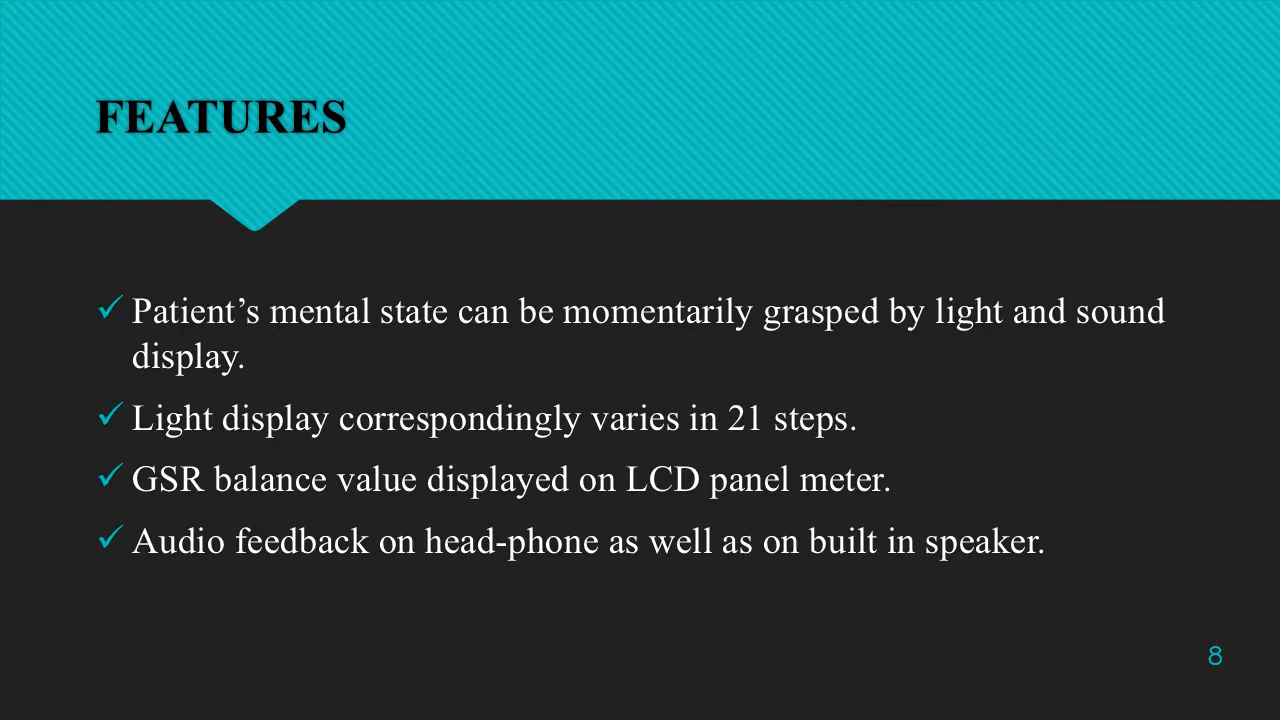 FEATURES
✓ Patient’s mental state can be momentarily grasped by light and sound
display.
✓ Light display correspondingly varies in 21 steps.
✓ GSR balance value displayed on LCD panel meter.
✓ Audio feedback on head-phone as well as on built in speaker.
8